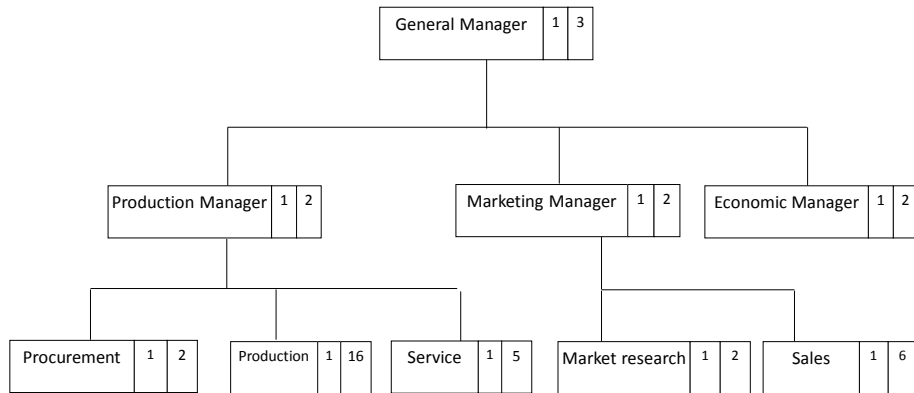 General Manager 1 3
Production Manager 1 2
Marketing Manager 1 2
Economic Manager 1 2
Procurement 1 2
Production 1 16
Service 1 5
Market research 1 2
Sales 1 6